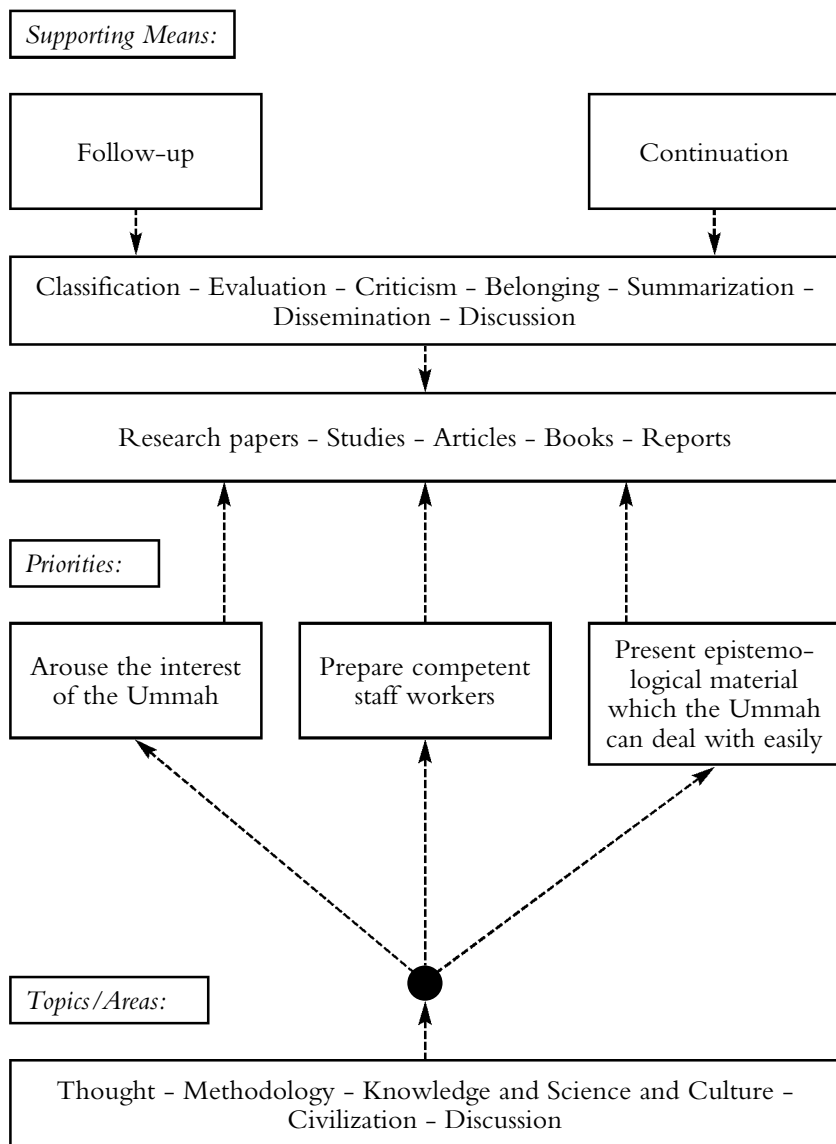 Supporting Means:
Follow-up
Continuation
Classification - Evaluation - Criticism - Belonging - Summarization -
Dissemination - Discussion
Research papers - Studies - Articles - Books - Reports
Priorities:
Arouse the interest
of the Ummah
Prepare competent
staff workers
Present epistemo-
logical material
which the Ummah
can deal with easily
Topics/Areas:
Thought - Methodology - Knowledge and Science and Culture -
Civilization - Discussion